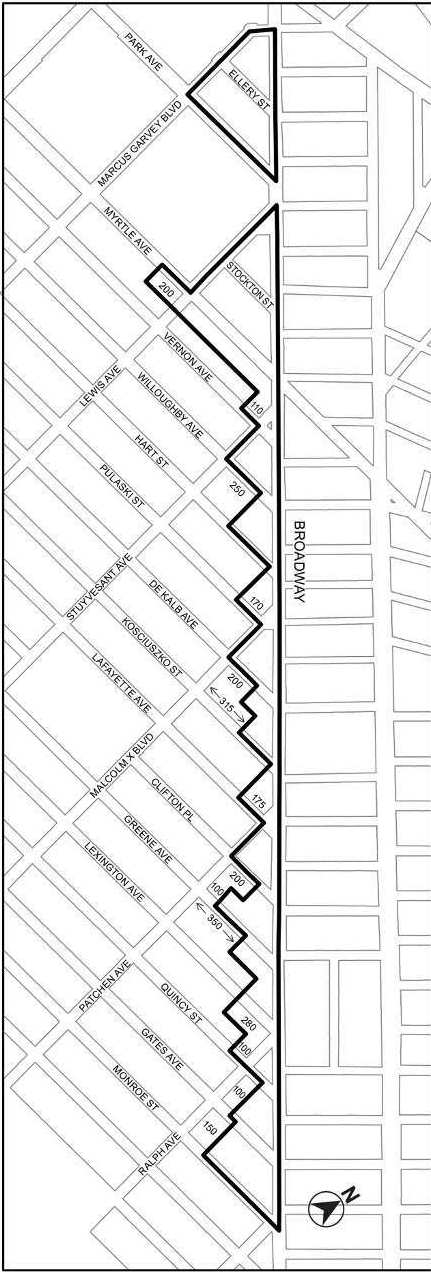 PARK AVE
ELLERY ST
MARCUS GARVEY BLVD
MYRTLE AVE
STOCKTON ST
200
VERNON AVE
LEWIS AVE
WILLOUGHBY AVE
110
HART ST
PULASKI ST
250
BROADWAY
STUYVESANT AVE
DE KALB AVE
170
KOSCIUSZKO ST
LAFAYETTE AVE
200
315
MALCOLM X BLVD
CLIFTON PL
175
GREENE AVE
LEXINGTON AVE
200
100
350
PATCHEN AVE
QUINCY ST
280
100
GATES AVE
MONROE ST
100
150
RALPH AVE
N